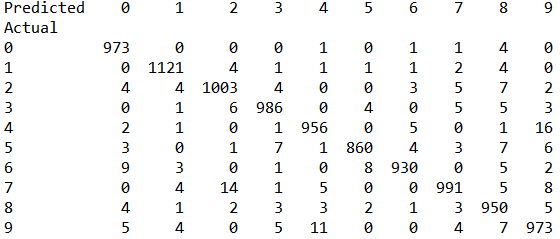 Predicted 0 1 2 3 4 5 6 7 8 9
Actual
0 973 0 0 0 1 0 1 1 4 0
1 0 1121 4 1 1 1 1 2 4 0
2 4 4 1003 4 0 0 3 5 7 2
3 0 1 6 986 0 4 0 5 5 3
4 2 1 0 1 956 0 5 0 1 16
5 3 0 1 7 1 860 4 3 7 6
6 9 3 0 1 0 8 930 0 5 2
7 0 4 14 1 5 0 0 991 5 8
8 4 1 2 3 3 2 1 3 950 5
9 5 4 0 5 11 0 0 4 7 973